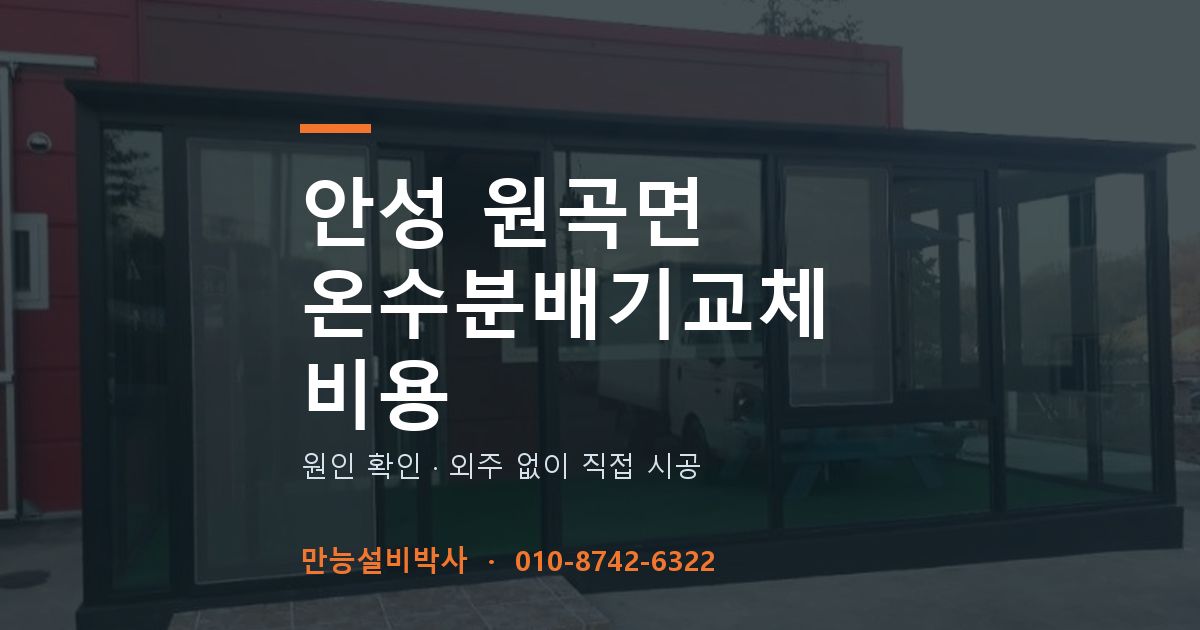 안성 원곡면
온수분배기교체
비용
원인 확인 · 외주 없이 직접 시공
만능설비박사 · 010-8742-6322